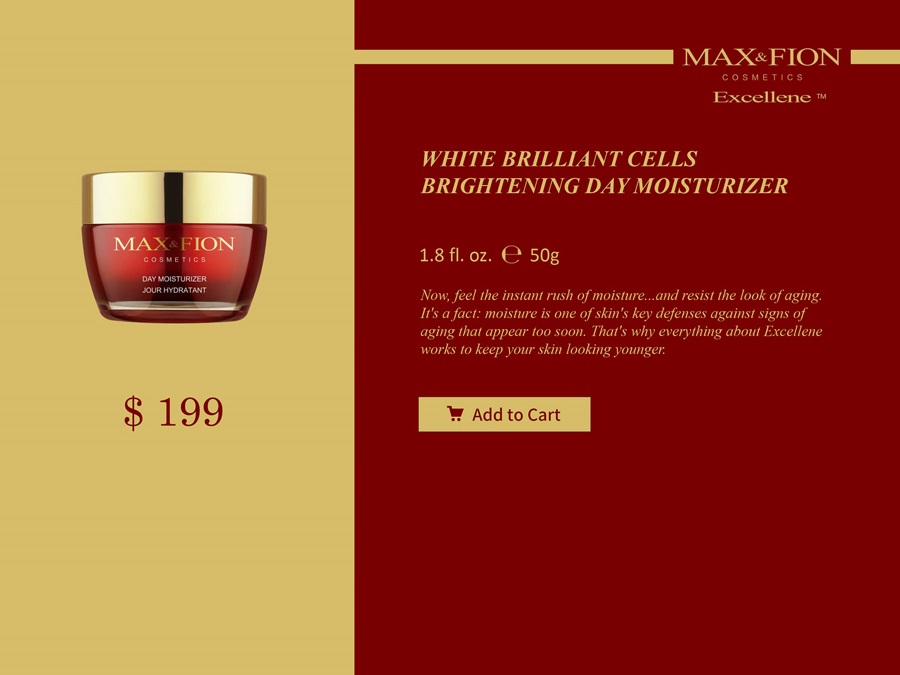 MAX&FION
COSMETICS
Excellene ™
WHITE BRILLIANT CELLS
BRIGHTENING DAY MOISTURIZER
1.8 fl. oz. ℮ 50g
Now, feel the instant rush of moisture...and resist the look of aging.
It's a fact: moisture is one of skin's key defenses against signs of
aging that appear too soon. That's why everything about Excellene
works to keep your skin looking younger.
Add to Cart
MAX&FION
COSMETICS
DAY MOISTURIZER
JOUR HYDRATANT
$ 199